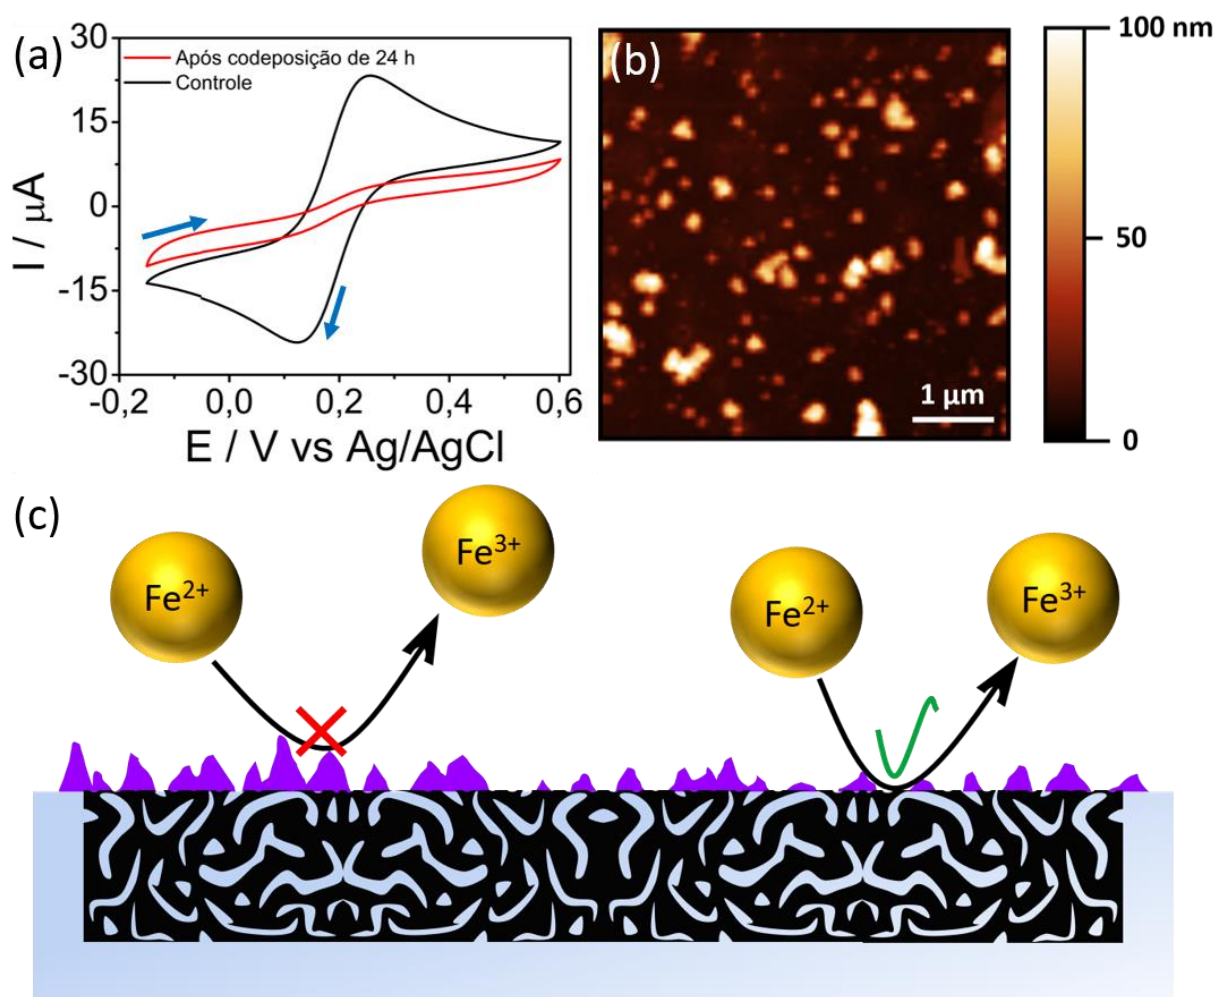 (a)
30
15
0
-15
-30
I / μA
Após codeposição de 24 h
Controle
-0,2
0,0
0,2
0,4
0,6
E / V vs Ag/AgCl
(b)
1 μm
100 nm
50
0
(c)
Fe²⁺
Fe³⁺
Fe²⁺
Fe³⁺